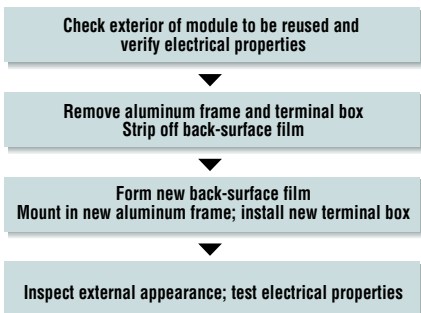 Check exterior of module to be reused and
verify electrical properties
Remove aluminum frame and terminal box
Strip off back-surface film
Form new back-surface film
Mount in new aluminum frame; install new terminal box
Inspect external appearance; test electrical properties